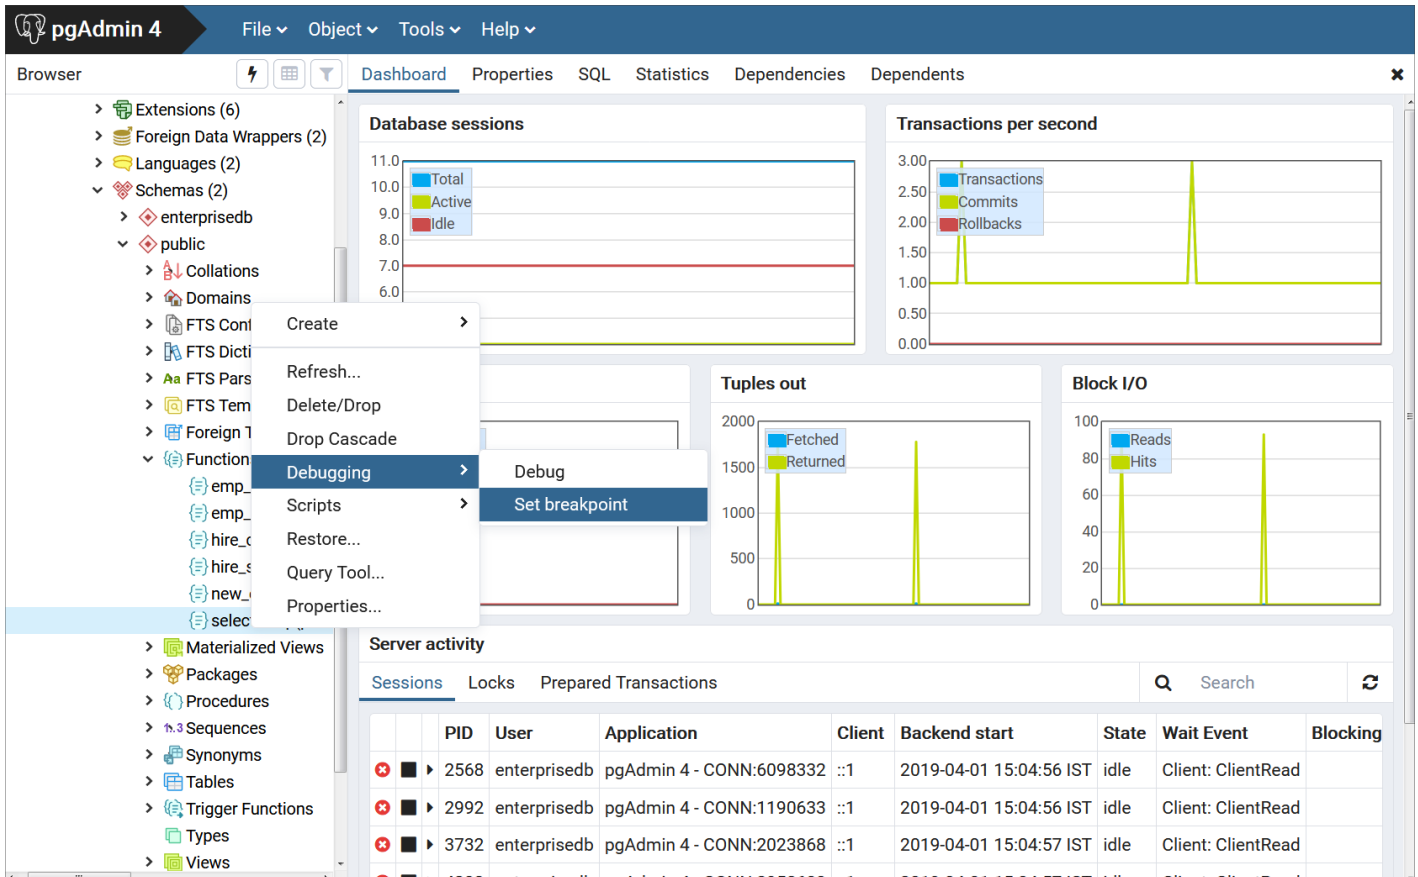 pgAdmin 4
File Object Tools Help
Browser
Dashboard Properties SQL Statistics Dependencies Dependents
Extensions (6)
Foreign Data Wrappers (2)
Languages (2)
Schemas (2)
enterprisedb
public
Collations
Domains
FTS Conf
FTS Dicti
FTS Pars
FTS Tem
Foreign T
Function
emp_
emp_
hire_c
hire_s
new_
selec
Materialized Views
Packages
Procedures
1..3 Sequences
Synonyms
Tables
Trigger Functions
Types
Views
Create
Refresh...
Delete/Drop
Drop Cascade
Debugging
Scripts
Restore...
Query Tool...
Properties...
Debug
Set breakpoint
Database sessions
11.0
10.0
9.0
8.0
7.0
6.0
Total
Active
Idle
Transactions per second
3.00
2.50
2.00
1.50
1.00
0.50
0.00
Transactions
Commits
Rollbacks
Tuples out
2000
1500
1000
500
0
Fetched
Returned
Block I/O
100
80
60
40
20
0
Reads
Hits
Server activity
Sessions Locks Prepared Transactions Search
PID User Application Client Backend start State Wait Event Blocking
2568 enterprisedb pgAdmin 4 - CONN:6098332 ::1 2019-04-01 15:04:56 IST idle Client: ClientRead
2992 enterprisedb pgAdmin 4 - CONN:1190633 ::1 2019-04-01 15:04:56 IST idle Client: ClientRead
3732 enterprisedb pgAdmin 4 - CONN:2023868 ::1 2019-04-01 15:04:57 IST idle Client: ClientRead